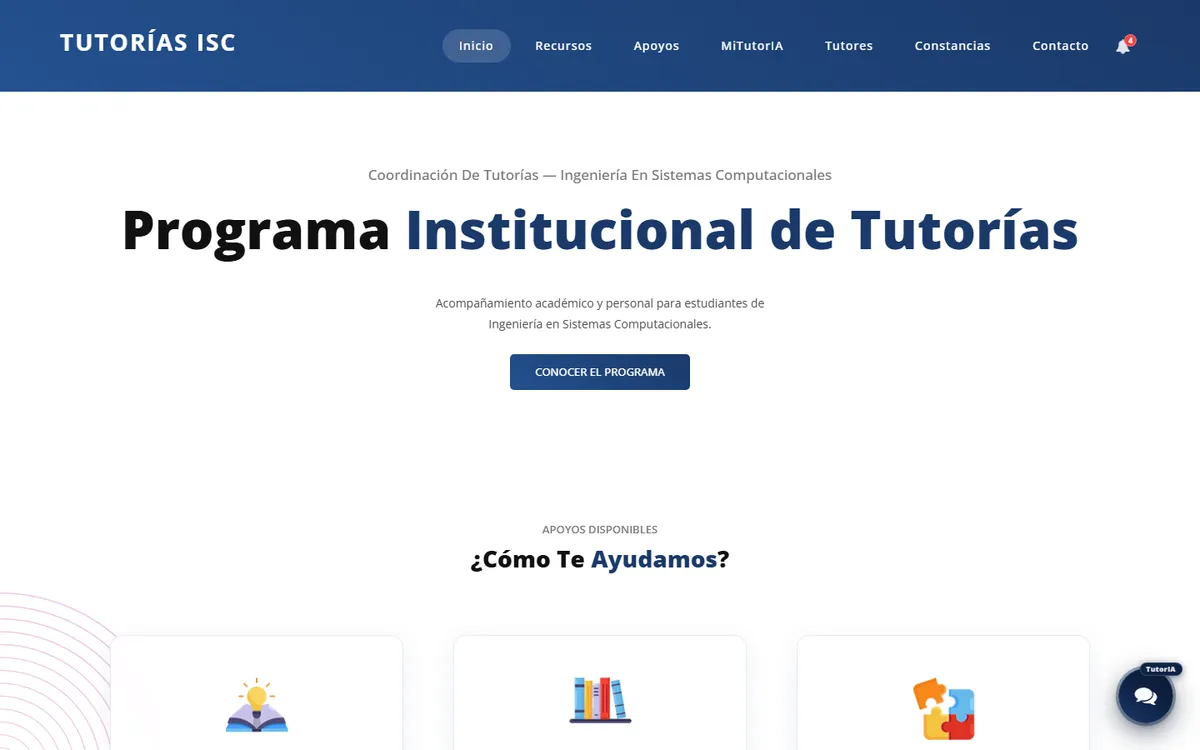 TUTORÍAS ISC
Inicio
Recursos
Apoyos
MiTutorIA
Tutores
Constancias
Contacto
4
Coordinación De Tutorías — Ingeniería En Sistemas Computacionales
Programa Institucional de Tutorías
Acompañamiento académico y personal para estudiantes de
Ingeniería en Sistemas Computacionales.
CONOCER EL PROGRAMA
APOYOS DISPONIBLES
¿Cómo Te Ayudamos?
TutorIA